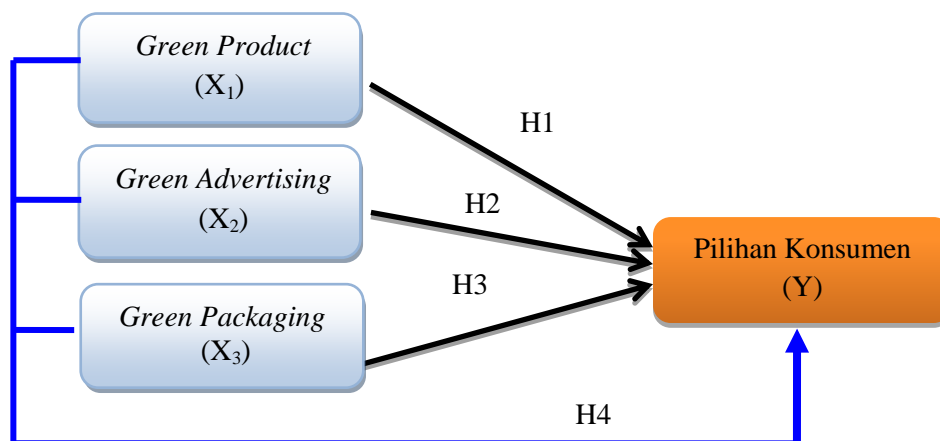 Green Product
(X₁)
H1
Green Advertising
(X₂)
H2
Pilihan Konsumen
(Y)
H3
Green Packaging
(X₃)
H4